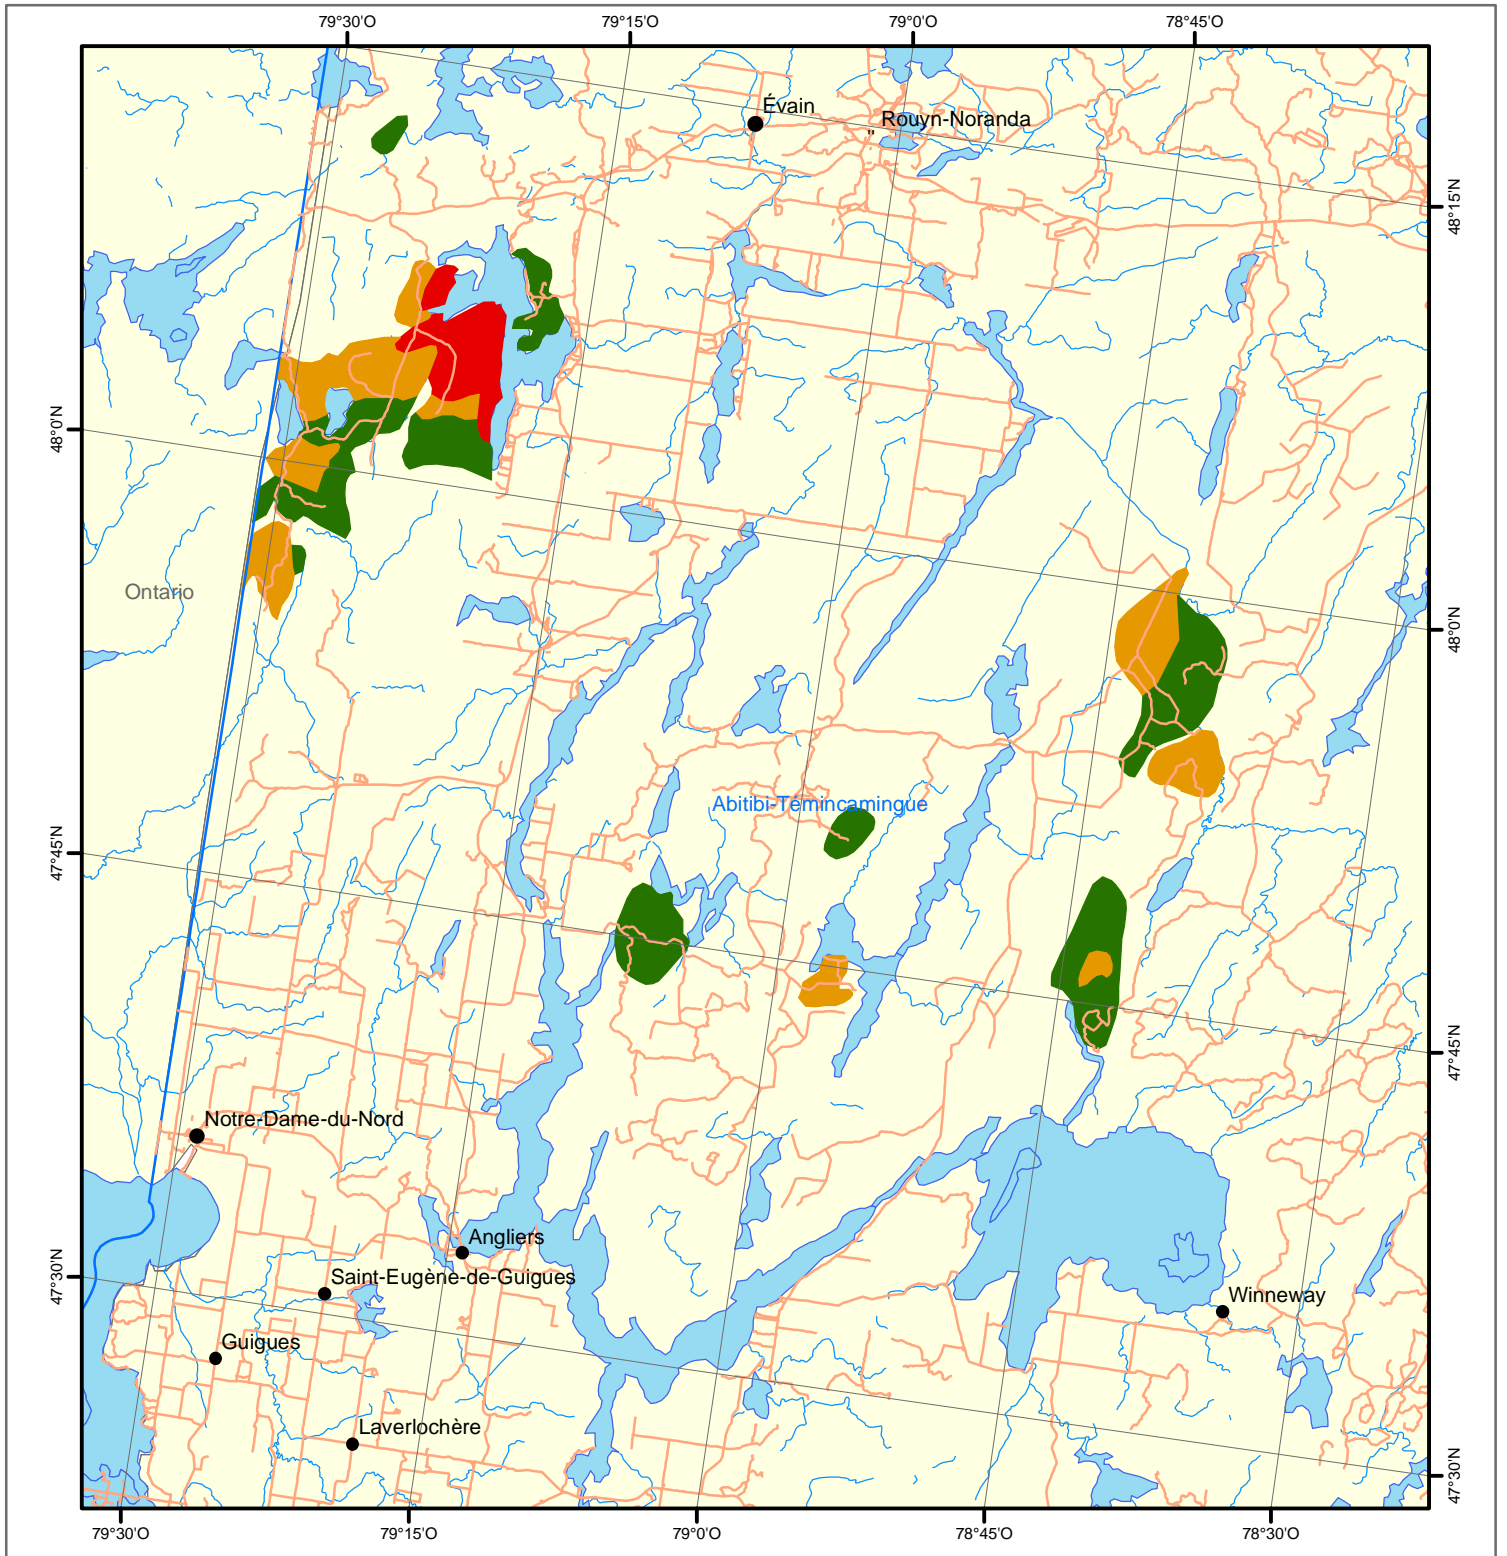 79°30'O
79°15'O
79°0'O
78°45'O
Évain
Rouyn-Noranda
48°15'N
48°0'N
Ontario
48°0'N
Abitibi-Témincamingue
47°45'N
47°45'N
Notre-Dame-du-Nord
Angliers
Saint-Eugène-de-Guigues
47°30'N
Winneway
Guigues
Laverlochère
47°30'N
79°30'O
79°15'O
79°0'O
78°45'O
78°30'O